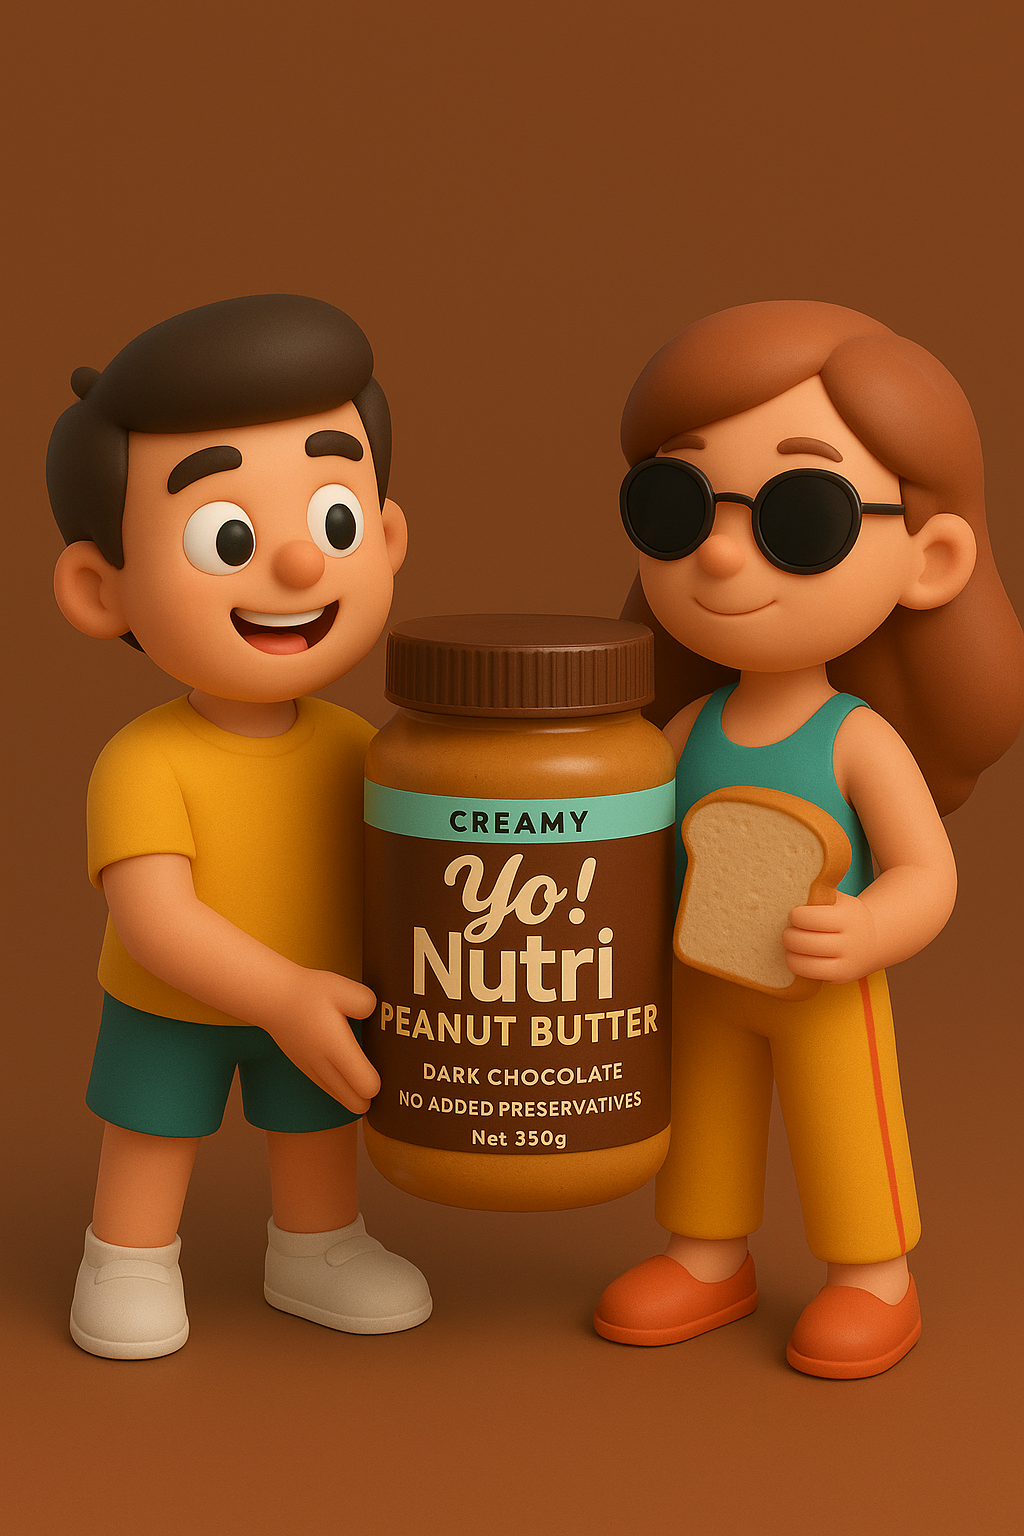 CREAMY
Yo!
Nutri
PEANUT BUTTER
DARK CHOCOLATE
NO ADDED PRESERVATIVES
Net 350g